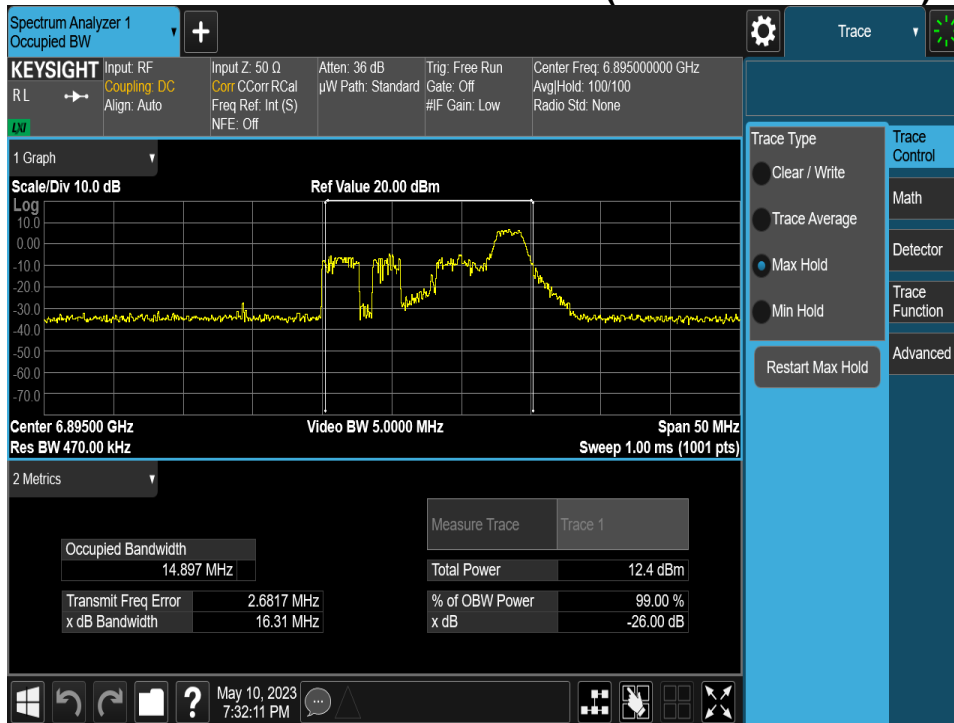 Spectrum Analyzer 1
Occupied BW
+
Trace
KEYSIGHT
R L
LXI
Input: RF
Coupling: DC
Align: Auto
Input Z: 50 Ω
Corr CCorr RCal
Freq Ref: Int (S)
NFE: Off
Atten: 36 dB
µW Path: Standard
Trig: Free Run
Gate: Off
#IF Gain: Low
Center Freq: 6.895000000 GHz
Avg|Hold: 100/100
Radio Std: None
1 Graph
Scale/Div 10.0 dB
Ref Value 20.00 dBm
Log
10.0
0.00
-10.0
-20.0
-30.0
-40.0
-50.0
-60.0
-70.0
Center 6.89500 GHz
Video BW 5.0000 MHz
Span 50 MHz
Res BW 470.00 kHz
Sweep 1.00 ms (1001 pts)
2 Metrics
Measure Trace
Trace 1
Occupied Bandwidth
14.897 MHz
Total Power
12.4 dBm
Transmit Freq Error
2.6817 MHz
% of OBW Power
99.00 %
x dB Bandwidth
16.31 MHz
x dB
-26.00 dB
Trace Type
Clear / Write
Trace Average
Max Hold
Min Hold
Restart Max Hold
Trace
Control
Math
Detector
Trace
Function
Advanced
?
May 10, 2023
7:32:11 PM